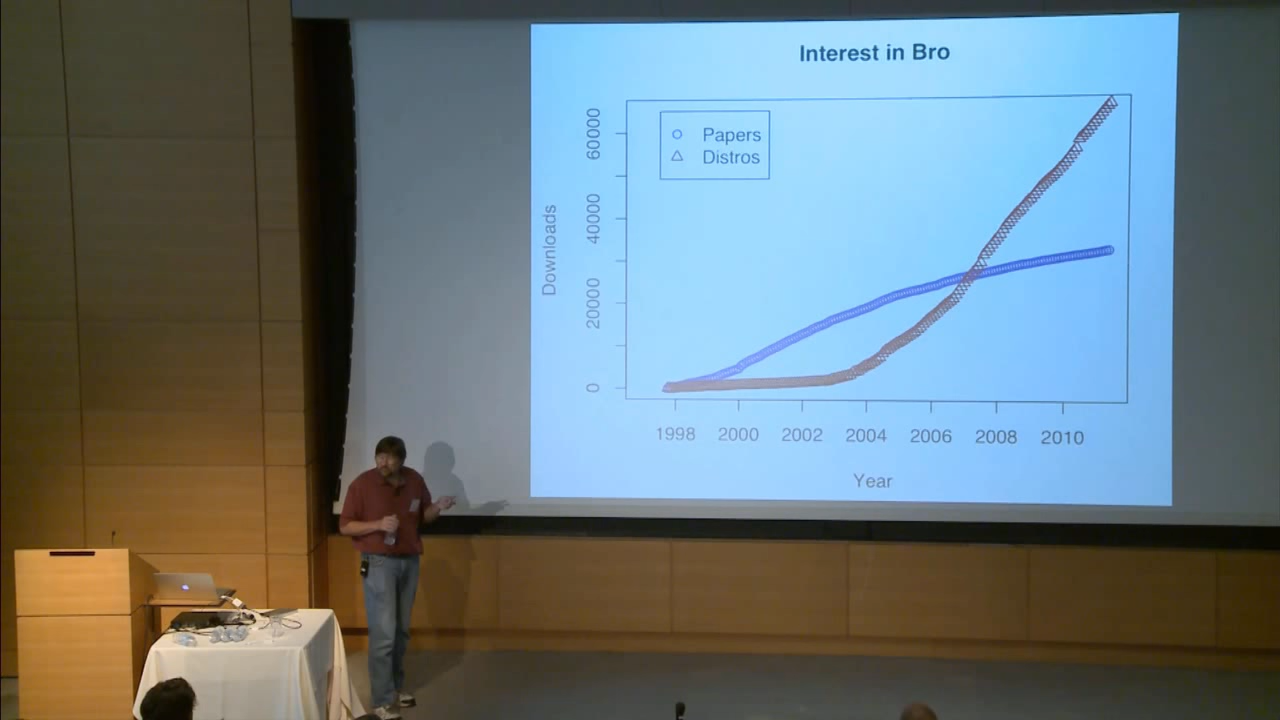 Interest in Bro
Papers
Distros
Downloads
60000
40000
20000
0
1998 2000 2002 2004 2006 2008 2010
Year